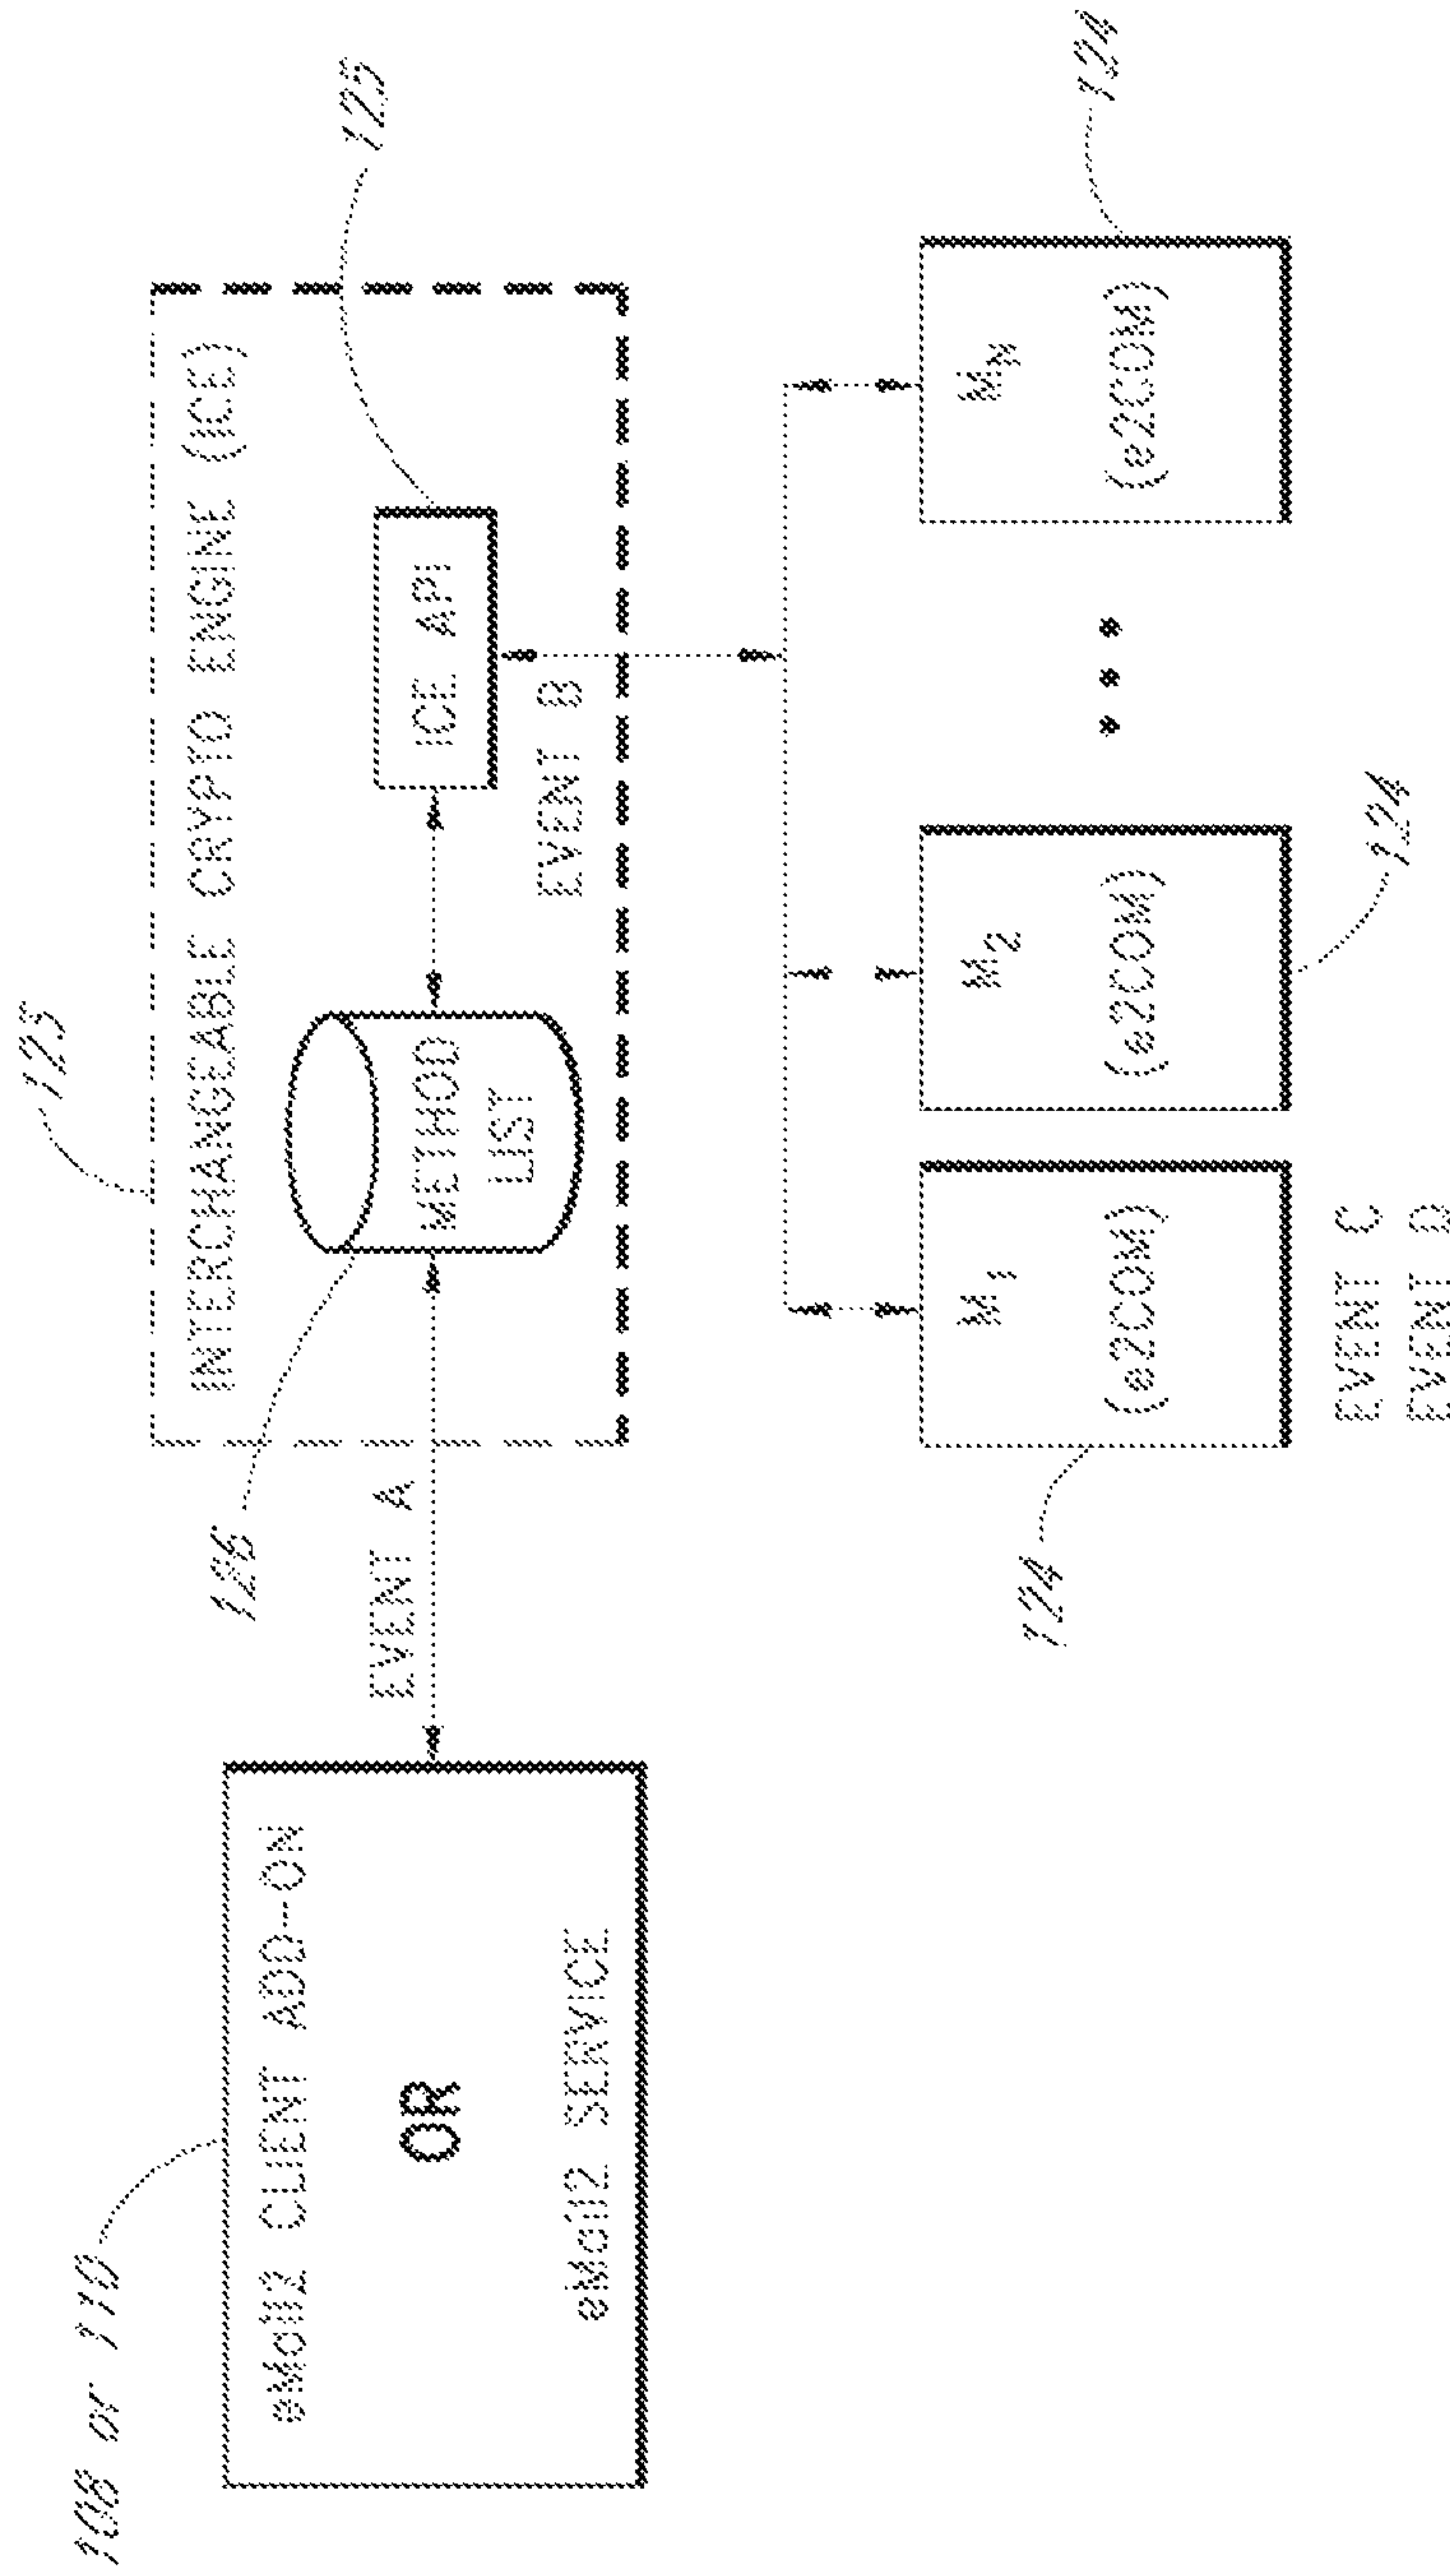 108 or 110
123
125
126
INTERCHANGEABLE CRYPTO ENGINE (ICE)
eMail2 CLIENT ADD-ON
OR
eMail2 SERVICE
EVENT A
METHOD
LIST
ICE API
EVENT B
124
124
124
M1
(e2COM)
M2
(e2COM)
MN
(e2COM)
EVENT C
EVENT D